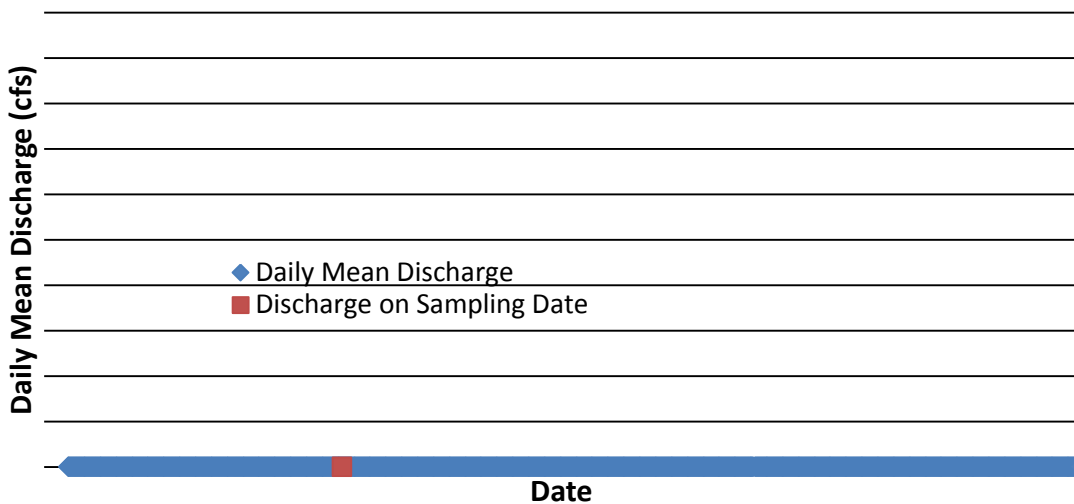 Daily Mean Discharge (cfs)
Daily Mean Discharge
Discharge on Sampling Date
Date